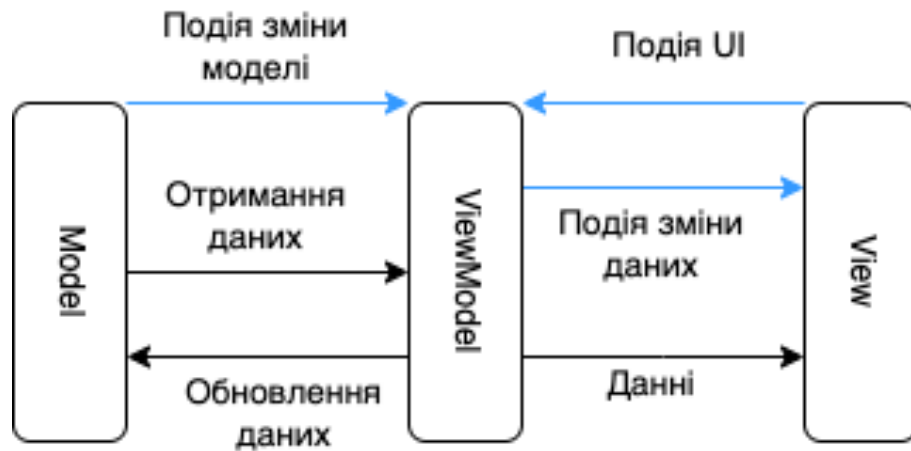 Подія зміни
моделі
Подія UI
Отримання
даних
Подія зміни
даних
Model
ViewModel
View
Обновлення
даних
Данні